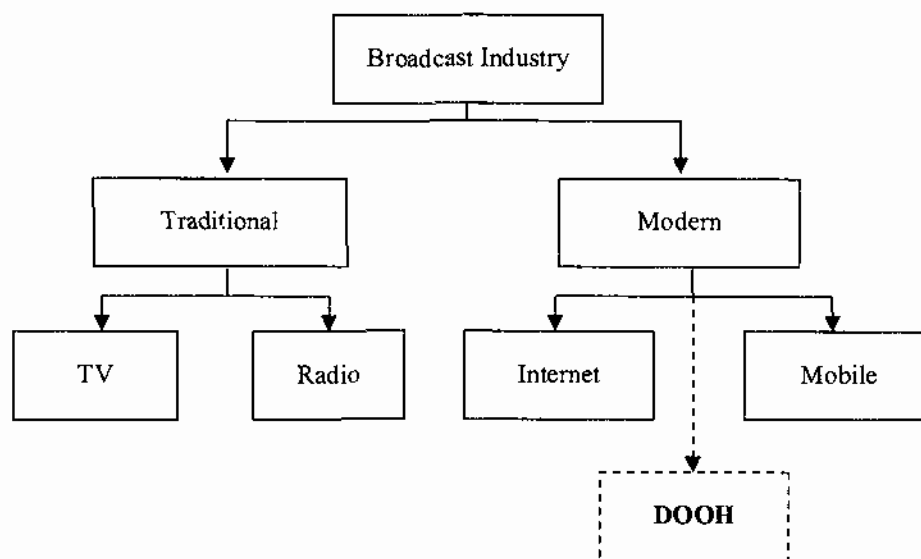 Broadcast Industry
Traditional
Modern
TV
Radio
Internet
Mobile
DOOH